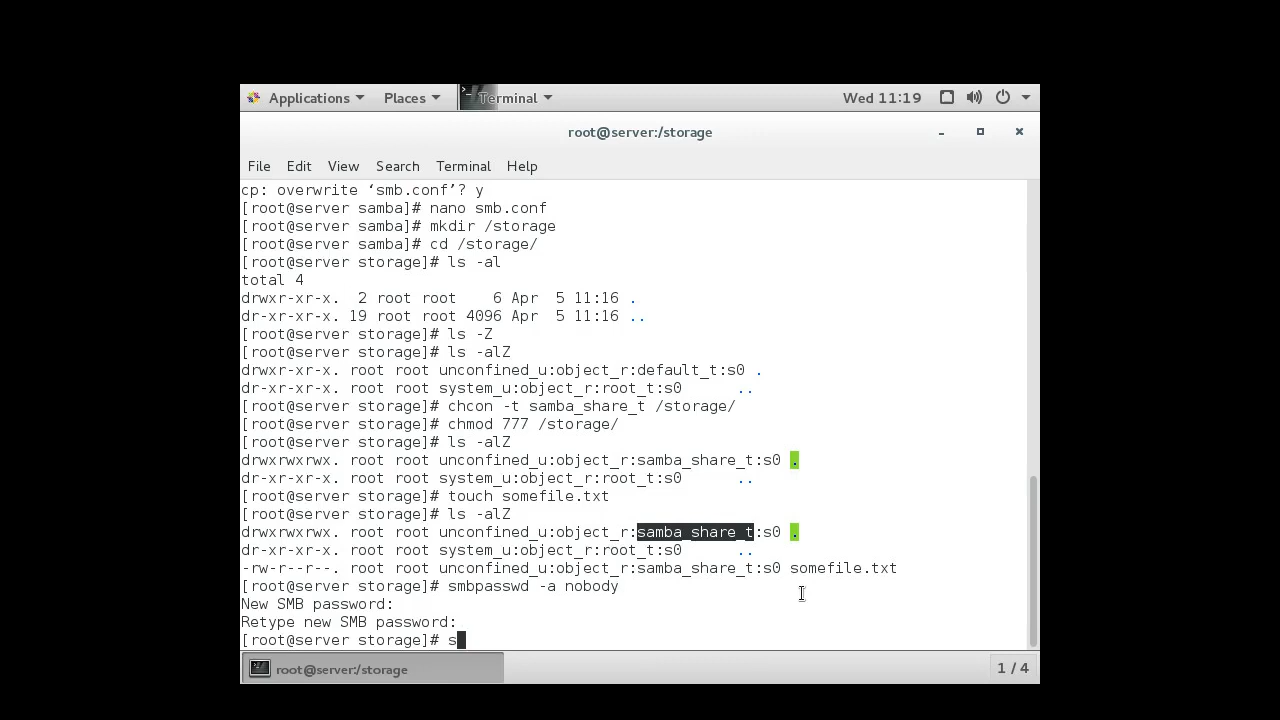 Applications Places Terminal Wed 11:19
root@server:/storage
File Edit View Search Terminal Help
cp: overwrite ‘smb.conf’? y
[root@server samba]# nano smb.conf
[root@server samba]# mkdir /storage
[root@server samba]# cd /storage/
[root@server storage]# ls -al
total 4
drwxr-xr-x.  2 root root    6 Apr  5 11:16 .
dr-xr-xr-x. 19 root root 4096 Apr  5 11:16 ..
[root@server storage]# ls -Z
[root@server storage]# ls -alZ
drwxr-xr-x. root root unconfined_u:object_r:default_t:s0 .
dr-xr-xr-x. root root system_u:object_r:root_t:s0      ..
[root@server storage]# chcon -t samba_share_t /storage/
[root@server storage]# chmod 777 /storage/
[root@server storage]# ls -alZ
drwxrwxrwx. root root unconfined_u:object_r:samba_share_t:s0 .
dr-xr-xr-x. root root system_u:object_r:root_t:s0      ..
[root@server storage]# touch somefile.txt
[root@server storage]# ls -alZ
drwxrwxrwx. root root unconfined_u:object_r:samba_share_t:s0 .
dr-xr-xr-x. root root system_u:object_r:root_t:s0      ..
-rw-r--r--. root root unconfined_u:object_r:samba_share_t:s0 somefile.txt
[root@server storage]# smbpasswd -a nobody
New SMB password:
Retype new SMB password:
[root@server storage]# s
root@server:/storage 1 / 4